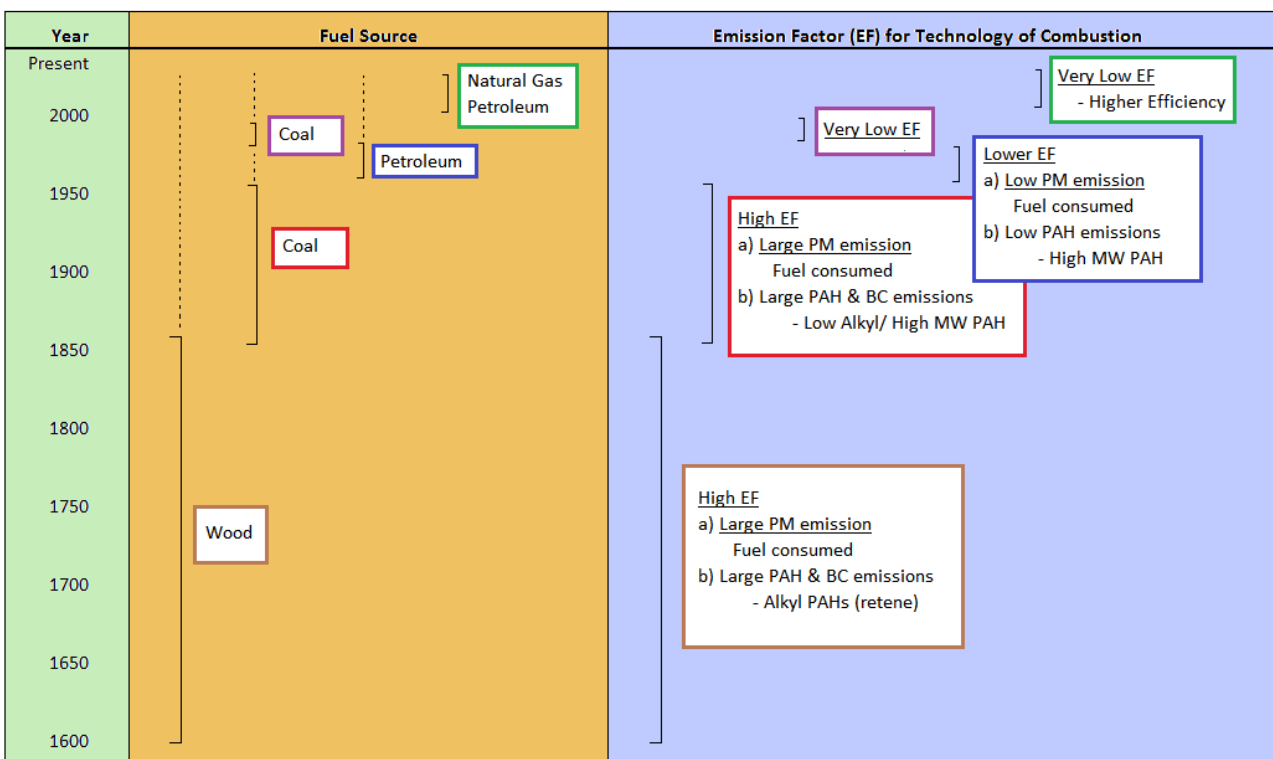 Year
Fuel Source
Emission Factor (EF) for Technology of Combustion
Present
2000
1950
1900
1850
1800
1750
1700
1650
1600
Natural Gas
Petroleum
Coal
Petroleum
Coal
Wood
Very Low EF
- Higher Efficiency
Very Low EF
Lower EF
a) Low PM emission
Fuel consumed
b) Low PAH emissions
- High MW PAH
High EF
a) Large PM emission
Fuel consumed
b) Large PAH & BC emissions
- Low Alkyl/ High MW PAH
High EF
a) Large PM emission
Fuel consumed
b) Large PAH & BC emissions
- Alkyl PAHs (retene)